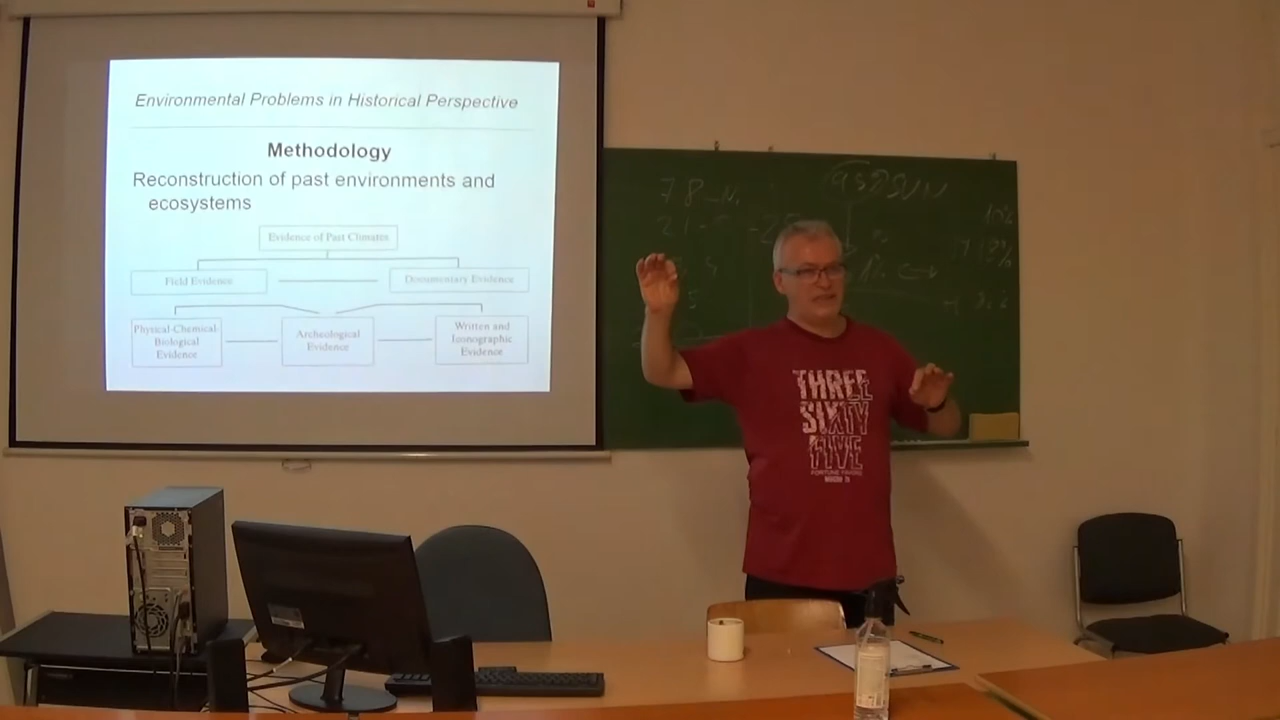 Environmental Problems in Historical Perspective
Methodology
Reconstruction of past environments and
ecosystems
Evidence of Past Climates
Field Evidence
Documentary Evidence
Physical-Chemical-
Biological
Evidence
Archeological
Evidence
Written and
Iconographic
Evidence
78
THREE
SIXTY
FIVE